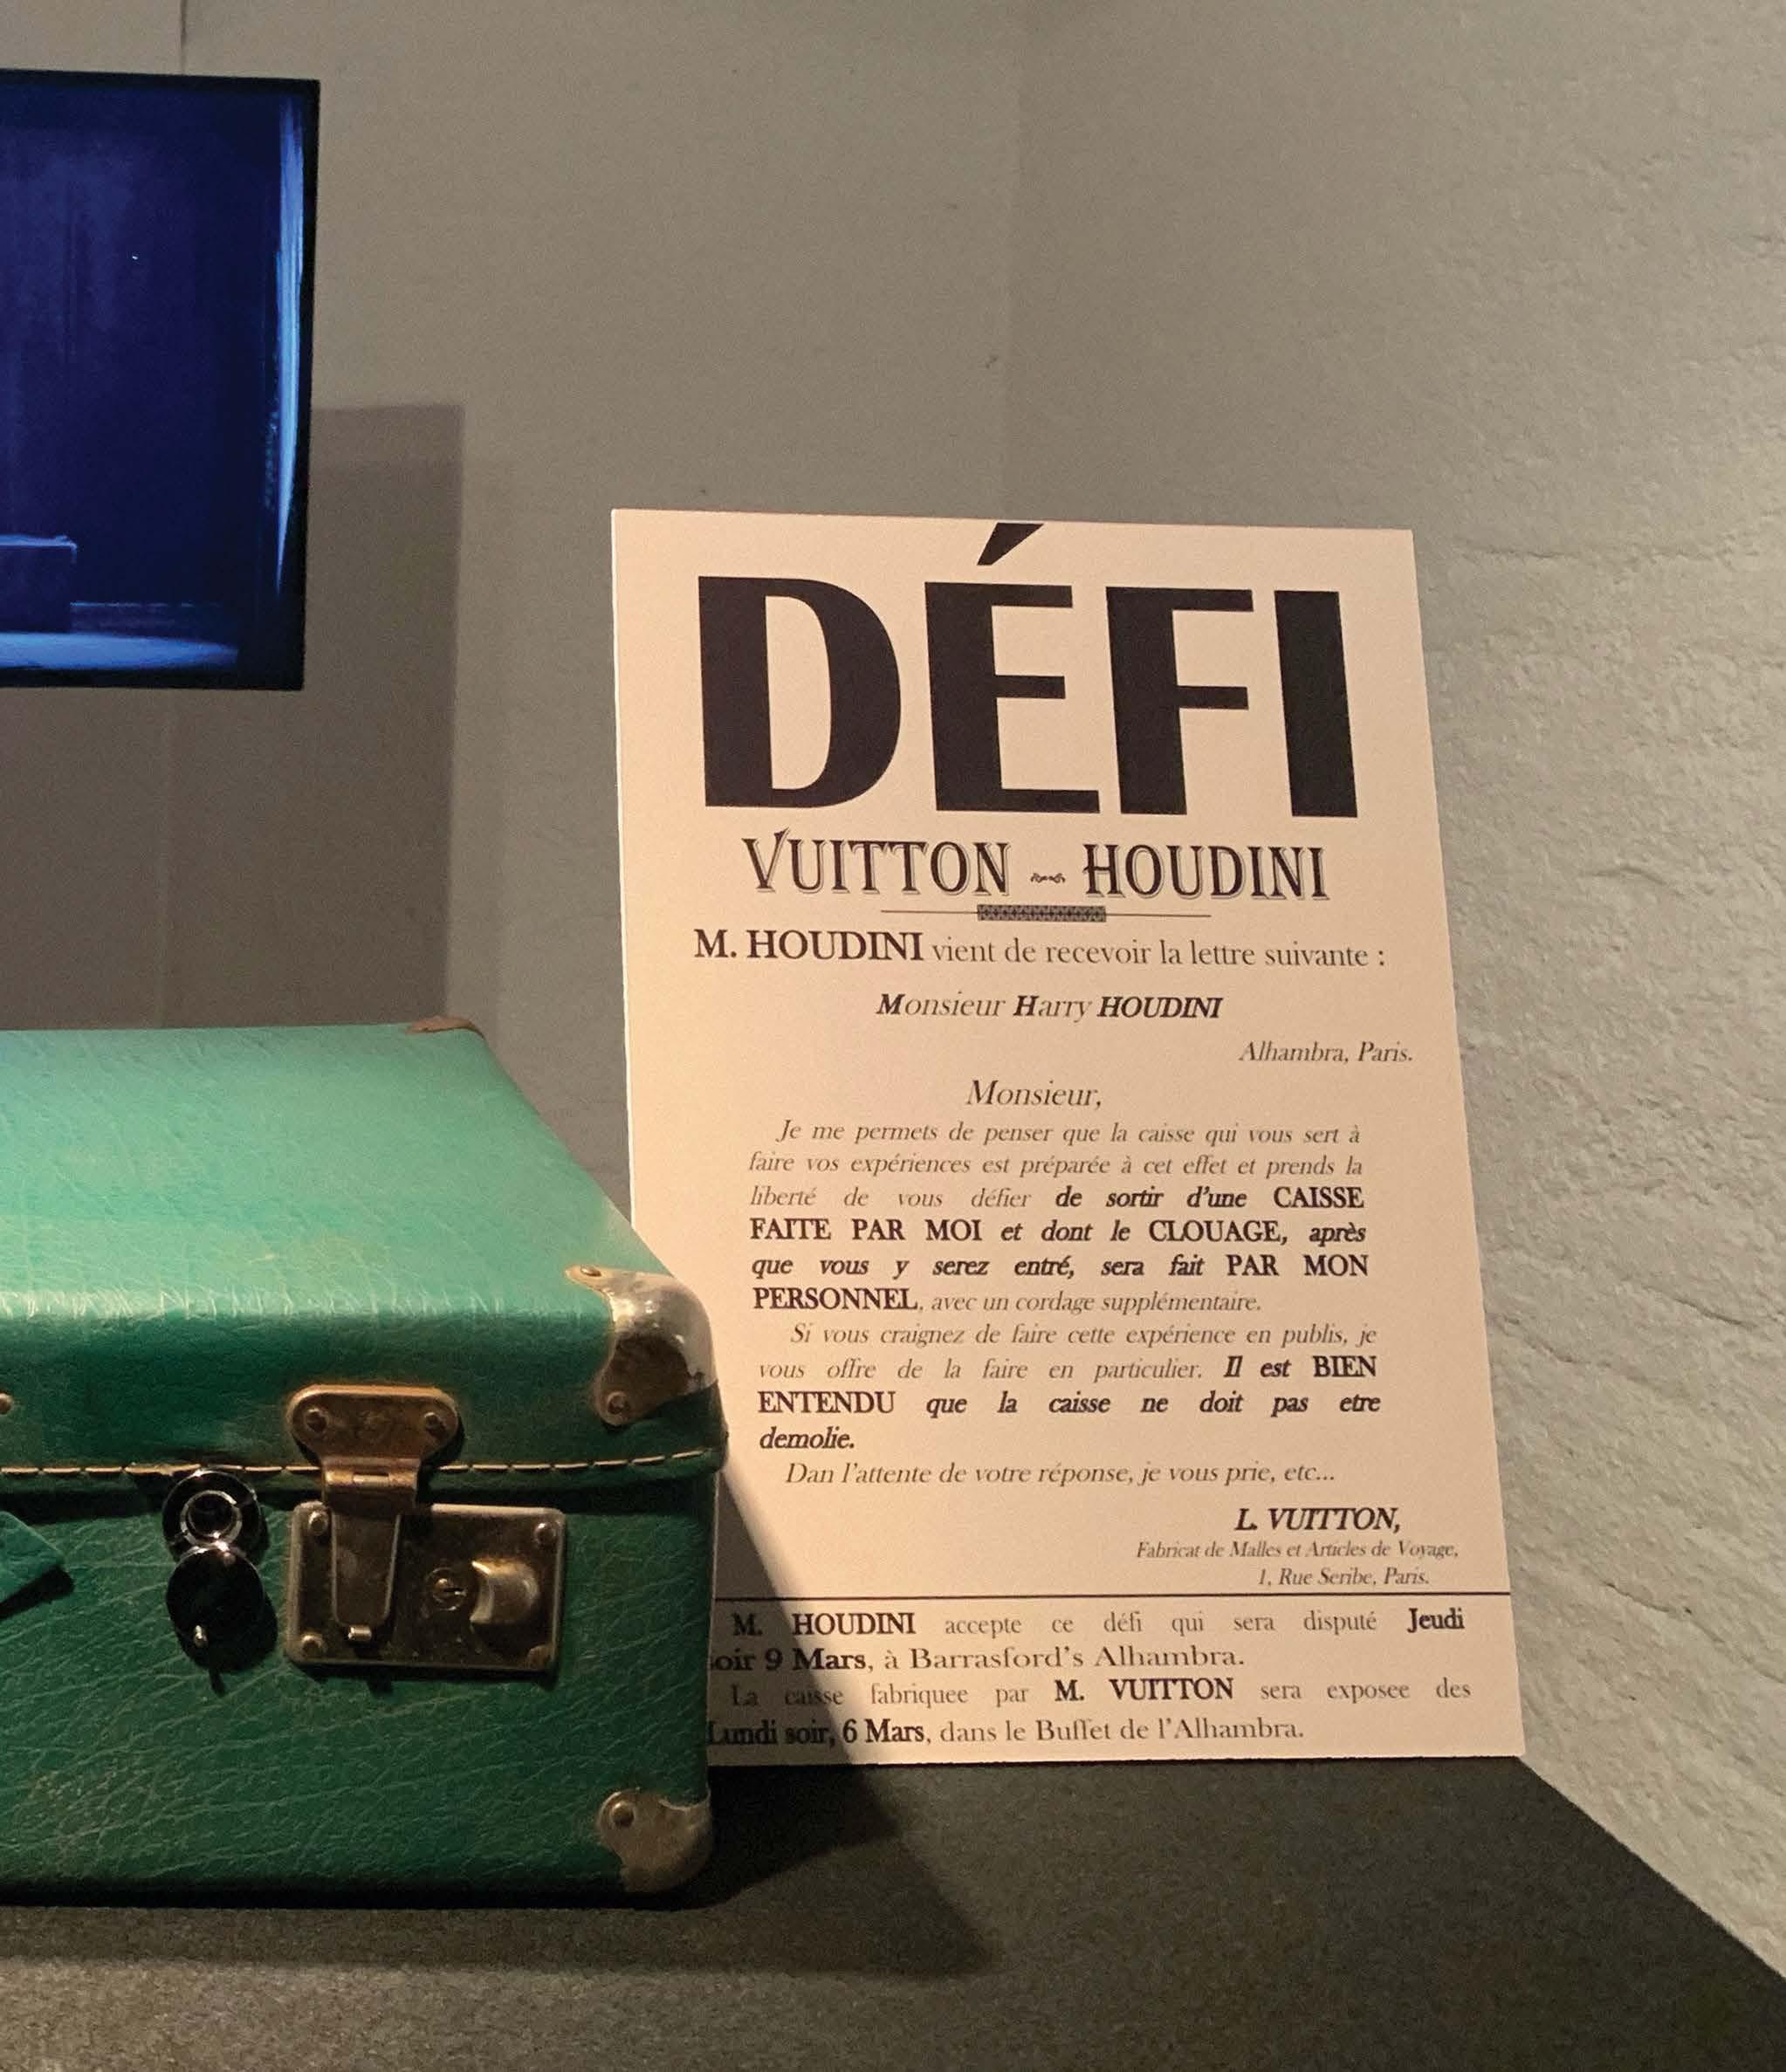 DÉFI
VUITTON HOUDINI
M. HOUDINI vient de recevoir la lettre suivante :
Monsieur Harry HOUDINI
Alhambra, Paris.
Monsieur,
Je me permets de penser que la caisse qui vous sert à
faire vos expériences est préparée à cet effet et prends la
liberté de vous défier de sortir d'une CAISSE
FAITE PAR MOI et dont le CLOUAGE, après
que vous y serez entré, sera fait PAR MON
PERSONNEL, avec un cordage supplémentaire.
Si vous craignez de faire cette expérience en publis, je
vous offre de la faire en particulier. Il est BIEN
ENTENDU que la caisse ne doit pas etre
demolie.
Dan l'attente de votre réponse, je vous prie, etc...
L. VUITTON,
Fabricat de Malles et Articles de Voyage,
1, Rue Scribe, Paris.
M. HOUDINI accepte ce défi qui sera disputé Jeudi
oir 9 Mars, à Barrasford's Alhambra.
La caisse fabriquee par M. VUITTON sera exposee des
Lundi soir, 6 Mars, dans le Buffet de l'Alhambra.